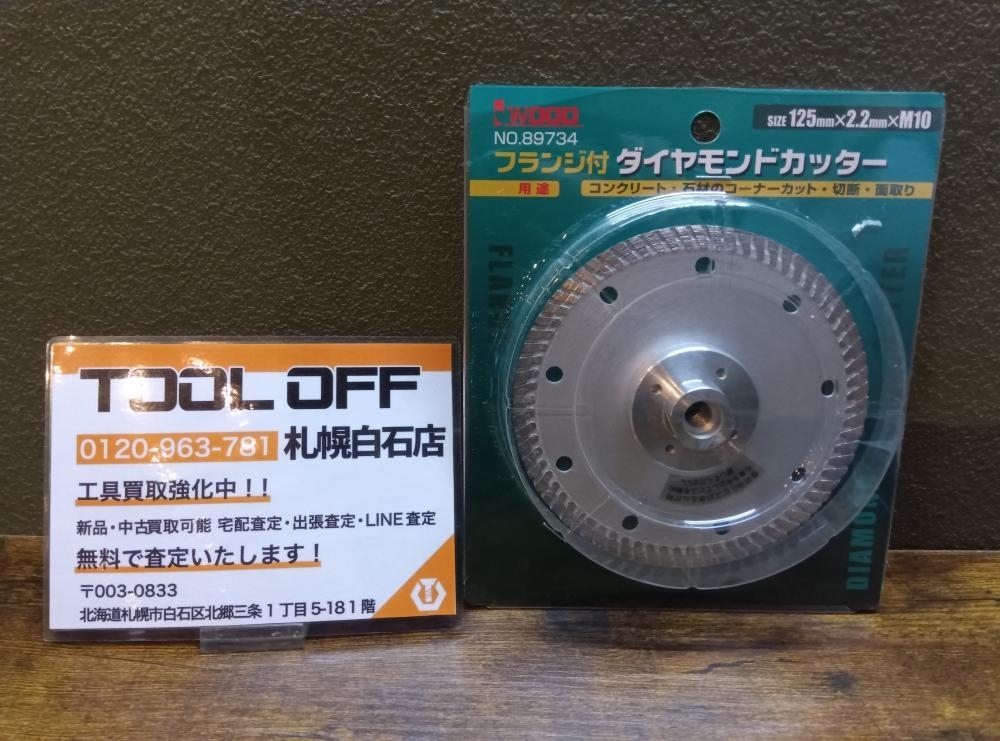 TOOL OFF
0120-963-781 札幌白石店
工具買取強化中！！
新品・中古買取可能 宅配査定・出張査定・LINE査定
無料で査定いたします！
〒003-0833
北海道札幌市白石区北郷三条1丁目5-18 1階
WOOD
NO.89734
SIZE 125mm×2.2mm×M10
フランジ付 ダイヤモンドカッター
用途 コンクリート・石材のコーナーカット・切断・面取り